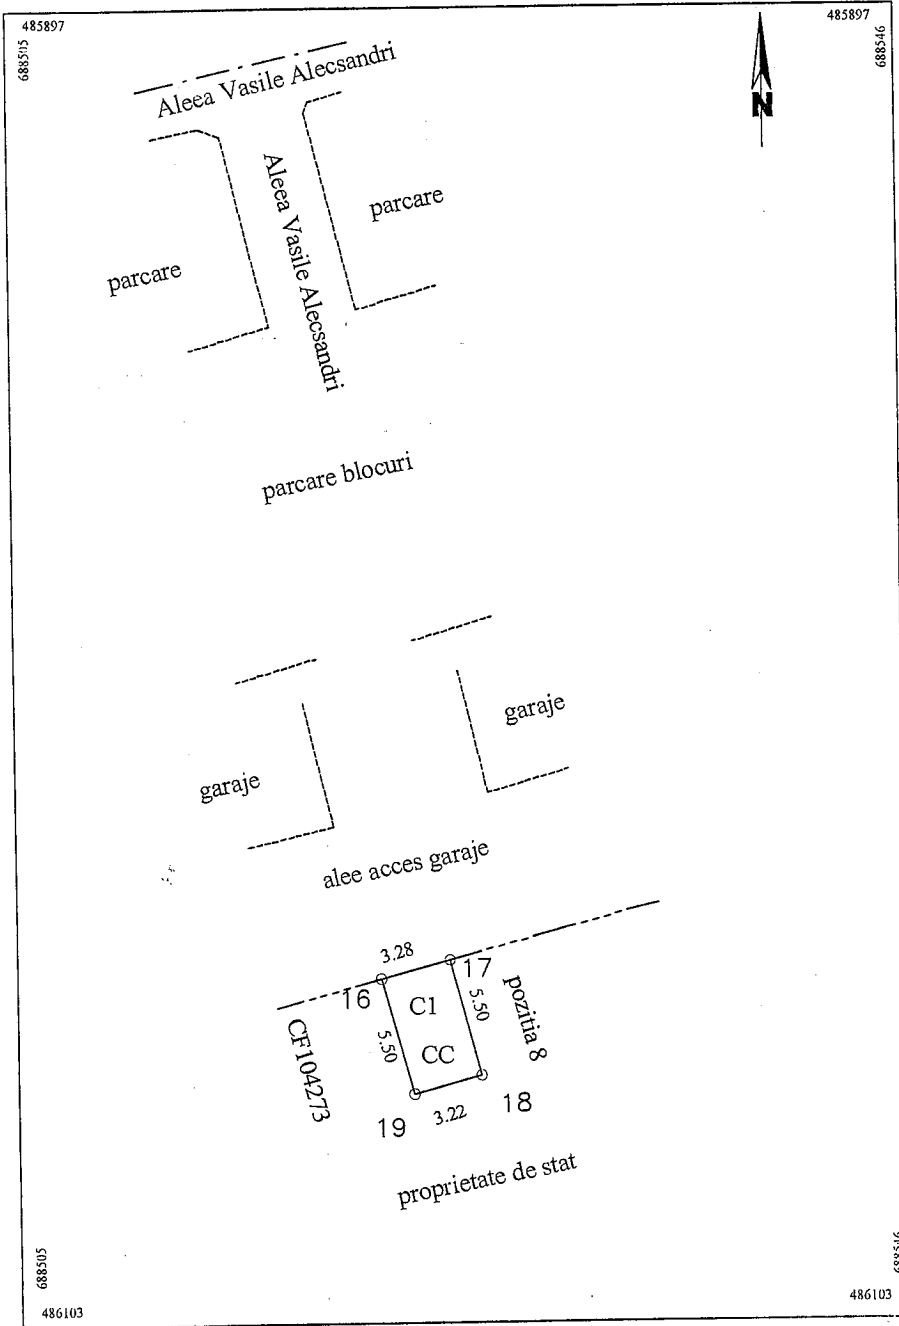 485897
485897
688505
688546
N
Aleea Vasile Alecsandri
Aleea Vasile Alecsandri
parcare
parcare
parcare blocuri
garaje
garaje
alee acces garaje
3.28
17
16
C1
5.50
pozitia 8
5.50
CC
CF104273
19
3.22
18
proprietate de stat
688505
688546
486103
486103